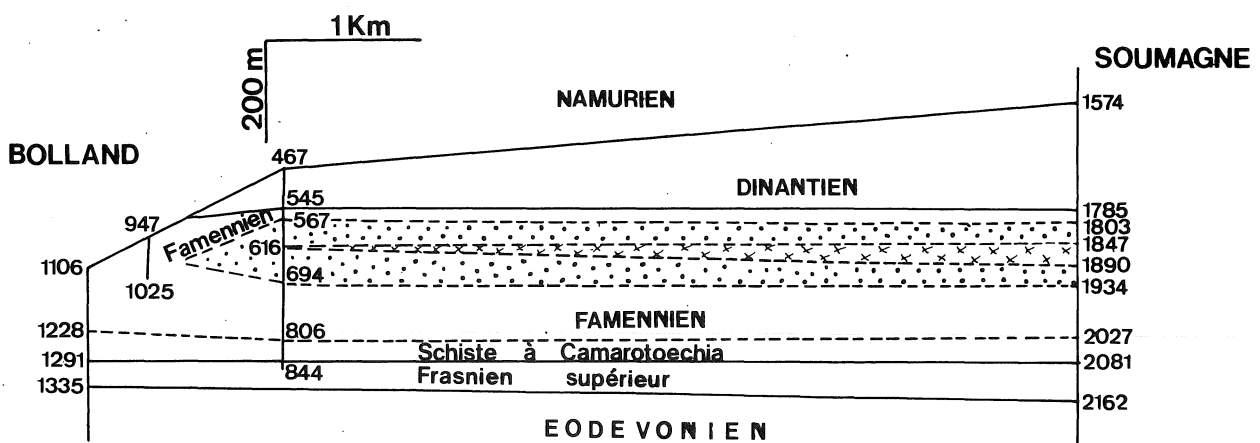 1Km
200 m
SOUMAGNE
NAMURIEN
1574
BOLLAND
467
DINANTIEN
545
1785
947
Famennien
567
1803
616
1847
1106
694
1890
1025
1934
FAMENNIEN
1228
806
2027
Schiste à Camarotoechia
1291
2081
844
Frasnien supérieur
1335
2162
EODEVONIEN